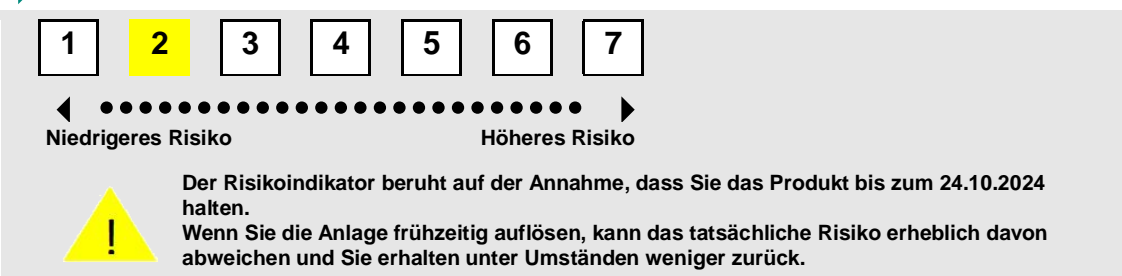 1 2 3 4 5 6 7
Niedrigeres Risiko Höheres Risiko
Der Risikoindikator beruht auf der Annahme, dass Sie das Produkt bis zum 24.10.2024
halten.
Wenn Sie die Anlage frühzeitig auflösen, kann das tatsächliche Risiko erheblich davon
abweichen und Sie erhalten unter Umständen weniger zurück.
!